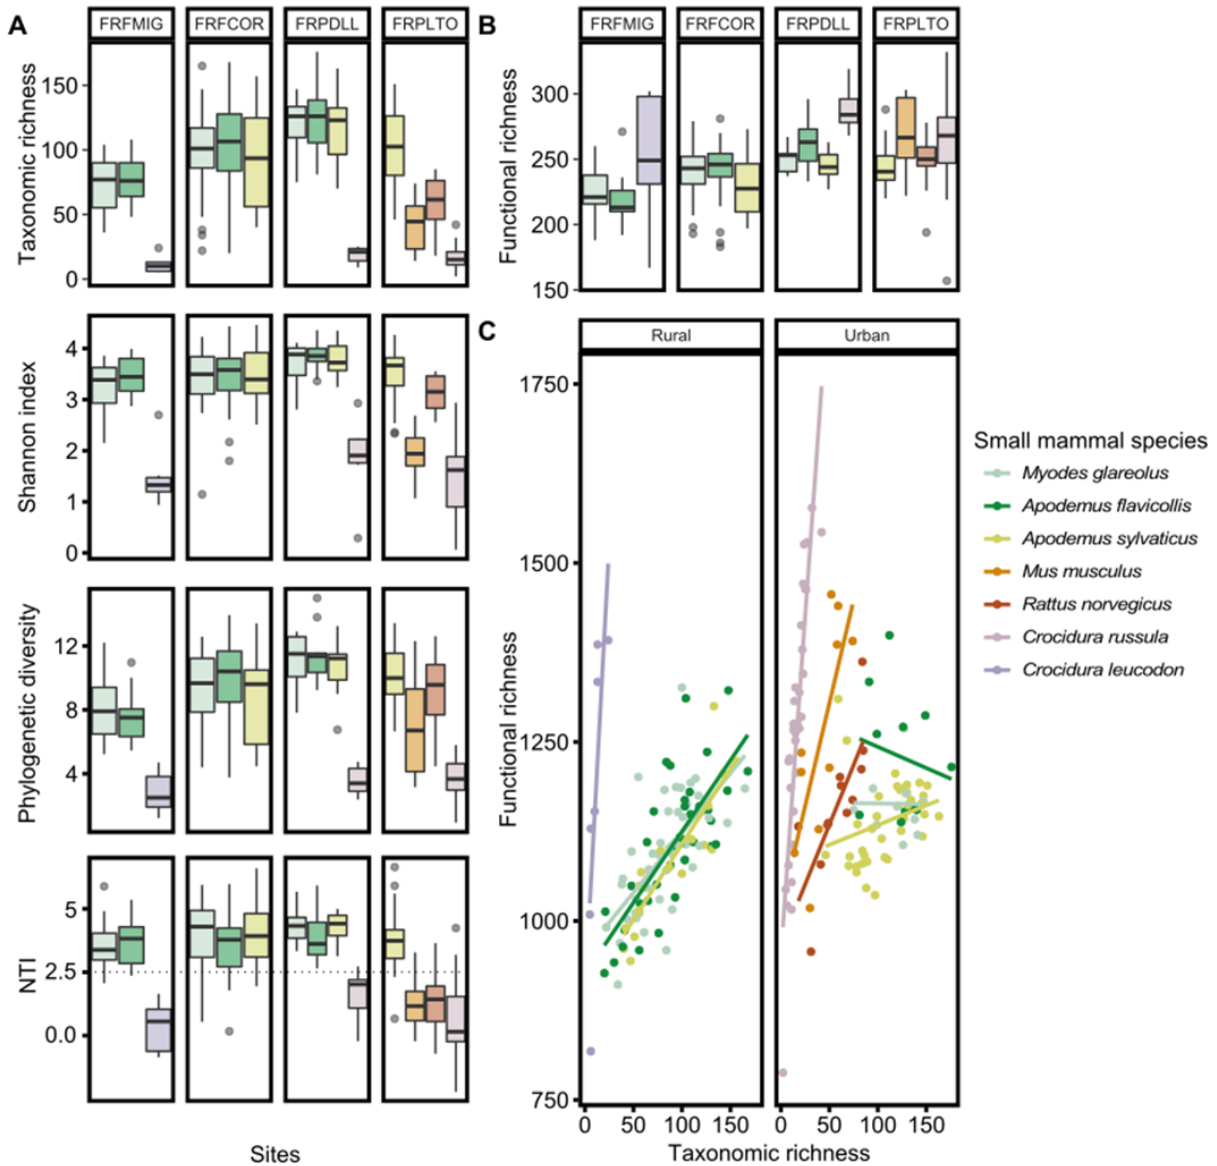 A
FRFMIG FRFCOR FRPDLL FRPLTO
Taxonomic richness
150
100
50
0
Shannon index
4
3
2
1
0
Phylogenetic diversity
12
8
4
NTI
5
2.5
0.0
Sites
B
FRFMIG FRFCOR FRPDLL FRPLTO
Functional richness
300
250
200
150
C
Rural Urban
Functional richness
1750
1500
1250
1000
750
0 50 100 150 0 50 100 150
Taxonomic richness
Small mammal species
Myodes glareolus
Apodemus flavicollis
Apodemus sylvaticus
Mus musculus
Rattus norvegicus
Crocidura russula
Crocidura leucodon